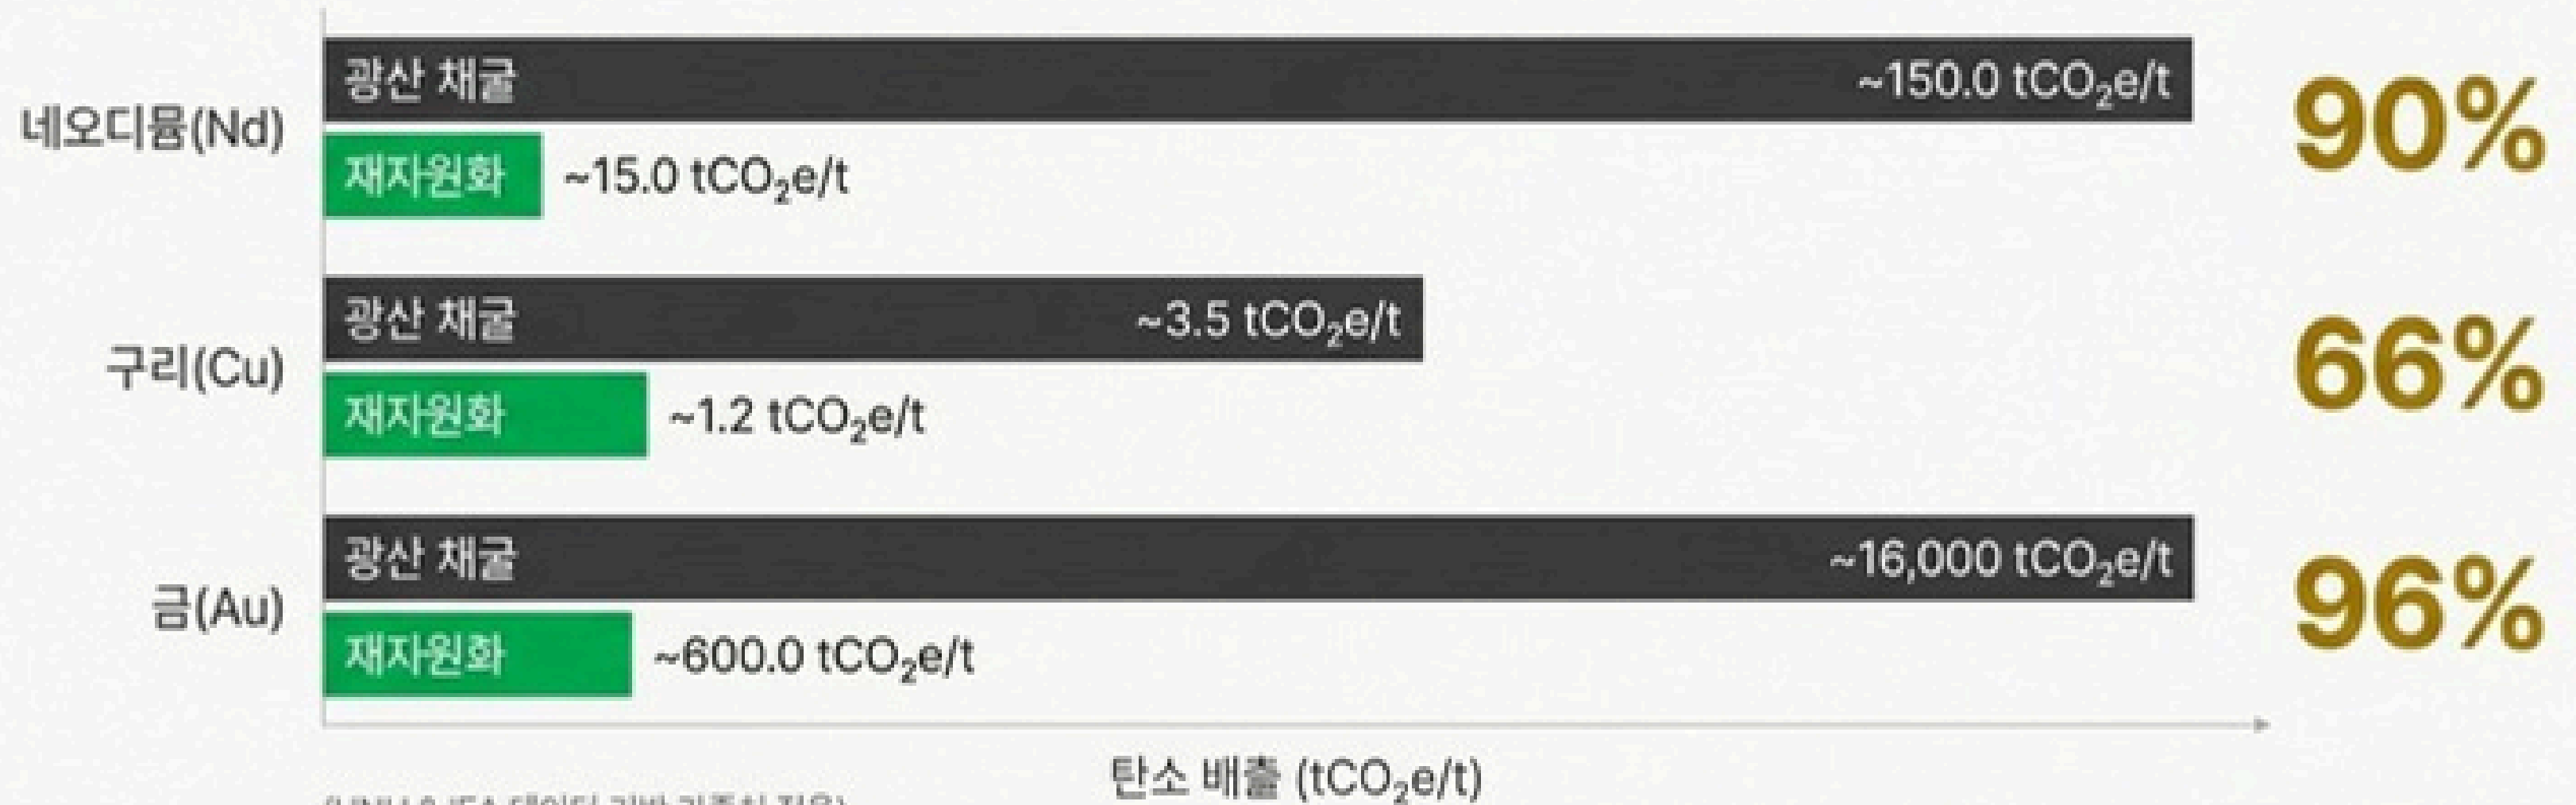 광산 채굴 ~150.0 tCO₂e/t
네오디뮴(Nd)
90%
재자원화 ~15.0 tCO₂e/t
광산 채굴 ~3.5 tCO₂e/t
구리(Cu)
66%
재자원화 ~1.2 tCO₂e/t
광산 채굴 ~16,000 tCO₂e/t
금(Au)
96%
재자원화 ~600.0 tCO₂e/t
탄소 배출 (tCO₂e/t)